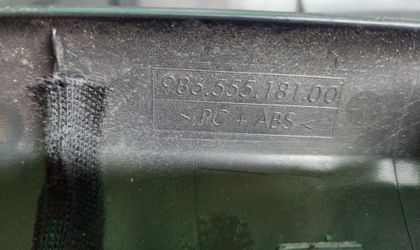 986.555.181.00
< PC + ABS <